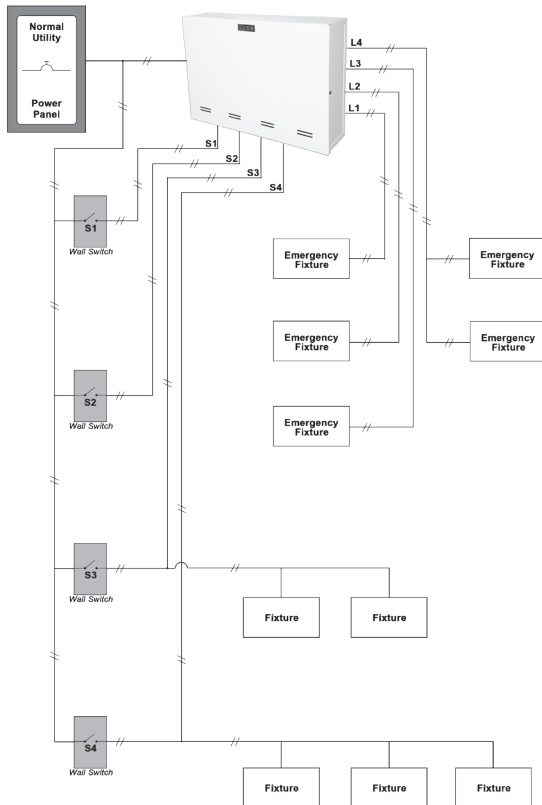 Normal
Utility
Power
Panel
L4
L3
L2
L1
S1
S2
S3
S4
S1
Wall Switch
Emergency
Fixture
Emergency
Fixture
Emergency
Fixture
Emergency
Fixture
S2
Wall Switch
Emergency
Fixture
S3
Wall Switch
Fixture
Fixture
S4
Wall Switch
Fixture
Fixture
Fixture